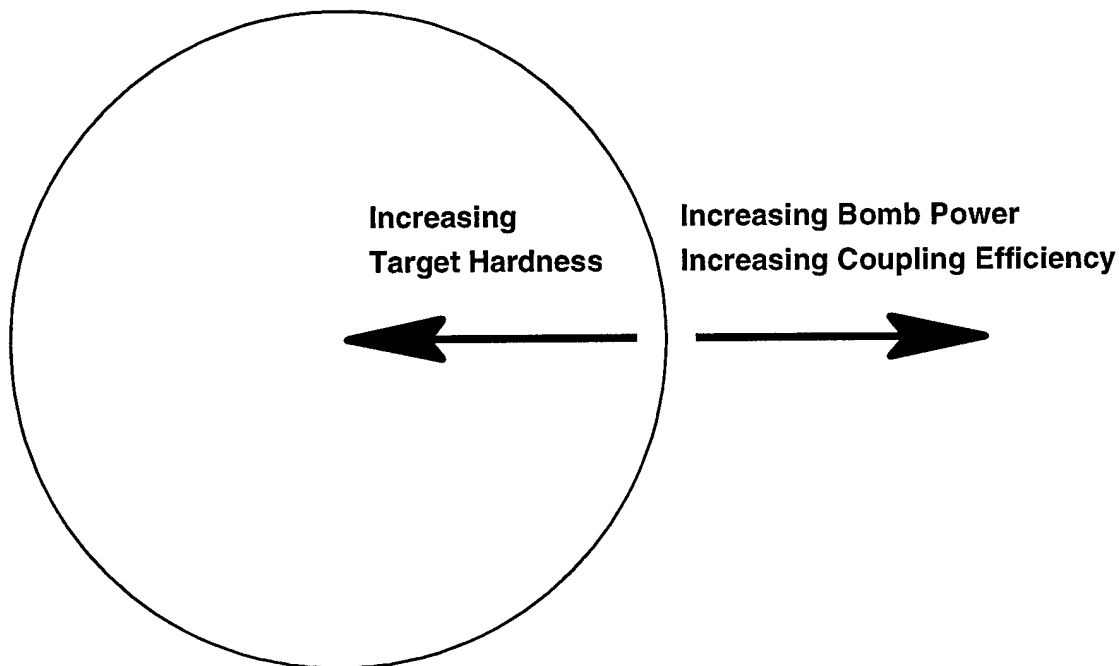 Increasing
Target Hardness
Increasing Bomb Power
Increasing Coupling Efficiency